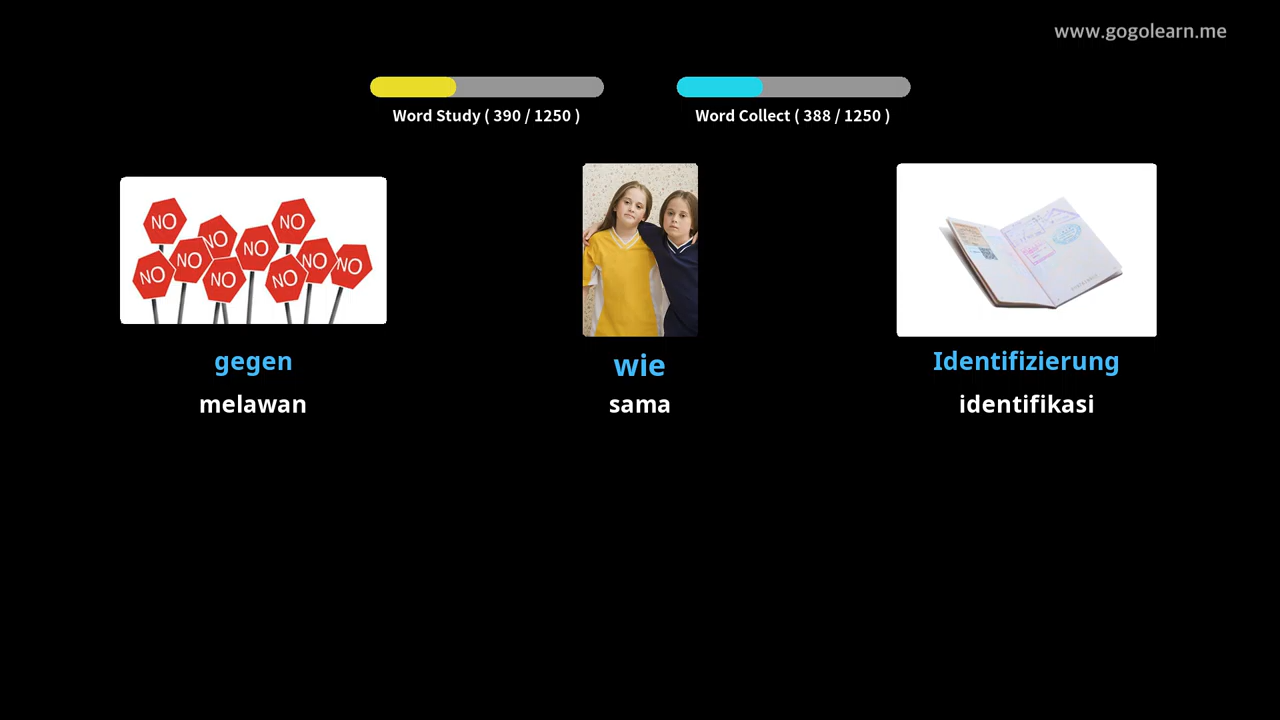 www.gogolearn.me
Word Study ( 390 / 1250 )
Word Collect ( 388 / 1250 )
NO NO NO NO NO NO NO NO NO NO
gegen
wie
Identifizierung
melawan
sama
identifikasi